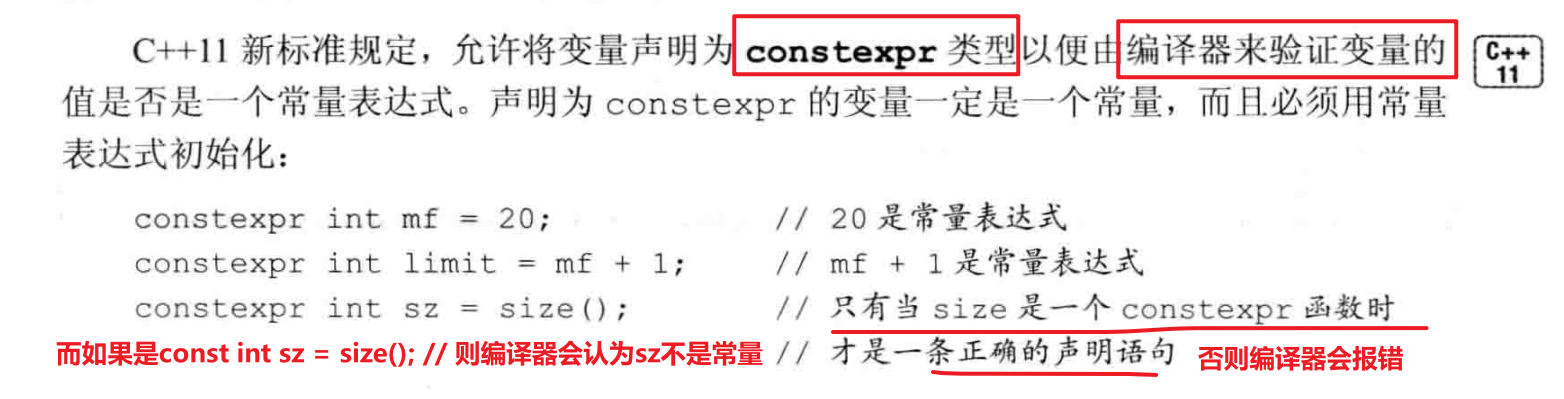 C++11 新标准规定，允许将变量声明为 constexpr 类型以便由编译器来验证变量的
C++
11
值是否是一个常量表达式。声明为 constexpr 的变量一定是一个常量，而且必须用常量
表达式初始化：
constexpr int mf = 20; // 20 是常量表达式
constexpr int limit = mf + 1; // mf + 1 是常量表达式
constexpr int sz = size(); // 只有当 size 是一个 constexpr 函数时
而如果是const int sz = size(); // 则编译器会认为sz不是常量 // 才是一条正确的声明语句 否则编译器会报错